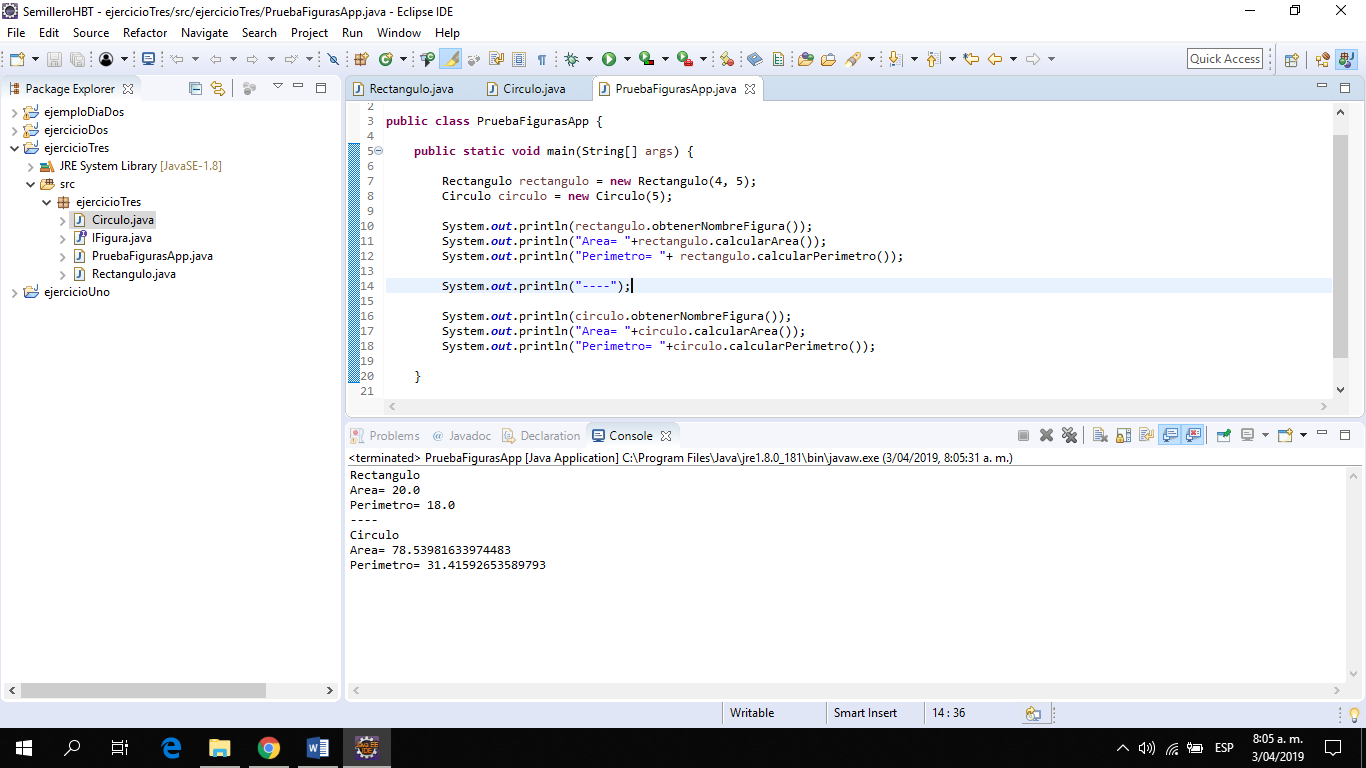 SemilleroHBT - ejercicioTres/src/ejercicioTres/PruebaFigurasApp.java - Eclipse IDE
File Edit Source Refactor Navigate Search Project Run Window Help
Quick Access
Package Explorer
ejemploDiaDos
ejercicioDos
ejercicioTres
JRE System Library [JavaSE-1.8]
src
ejercicioTres
Circulo.java
IFigura.java
PruebaFigurasApp.java
Rectangulo.java
ejercicioUno
Rectangulo.java Circulo.java PruebaFigurasApp.java
2
3 public class PruebaFigurasApp {
4
5 public static void main(String[] args) {
6
7 Rectangulo rectangulo = new Rectangulo(4, 5);
8 Circulo circulo = new Circulo(5);
9
10 System.out.println(rectangulo.obtenerNombreFigura());
11 System.out.println("Area= "+rectangulo.calcularArea());
12 System.out.println("Perimetro= "+ rectangulo.calcularPerimetro());
13
14 System.out.println("----");
15
16 System.out.println(circulo.obtenerNombreFigura());
17 System.out.println("Area= "+circulo.calcularArea());
18 System.out.println("Perimetro= "+circulo.calcularPerimetro());
19
20 }
21
Problems @ Javadoc Declaration Console
<terminated> PruebaFigurasApp [Java Application] C:\Program Files\Java\jre1.8.0_181\bin\javaw.exe (3/04/2019, 8:05:31 a. m.)
Rectangulo
Area= 20.0
Perimetro= 18.0
----
Circulo
Area= 78.53981633974483
Perimetro= 31.41592653589793
Writable Smart Insert 14 : 36
ESP
8:05 a. m.
3/04/2019